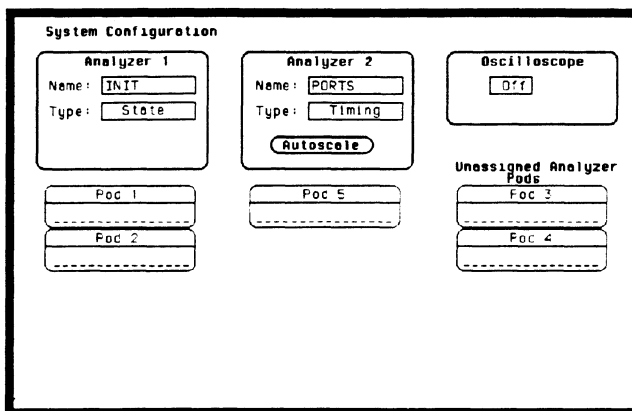 System Configuration
Analyzer 1
Name: INIT
Type: State
Analyzer 2
Name: PORTS
Type: Timing
Autoscale
Oscilloscope
Off
Unassigned Analyzer
Pods
Pod 1
Pod 2
Pod 5
Pod 3
Pod 4